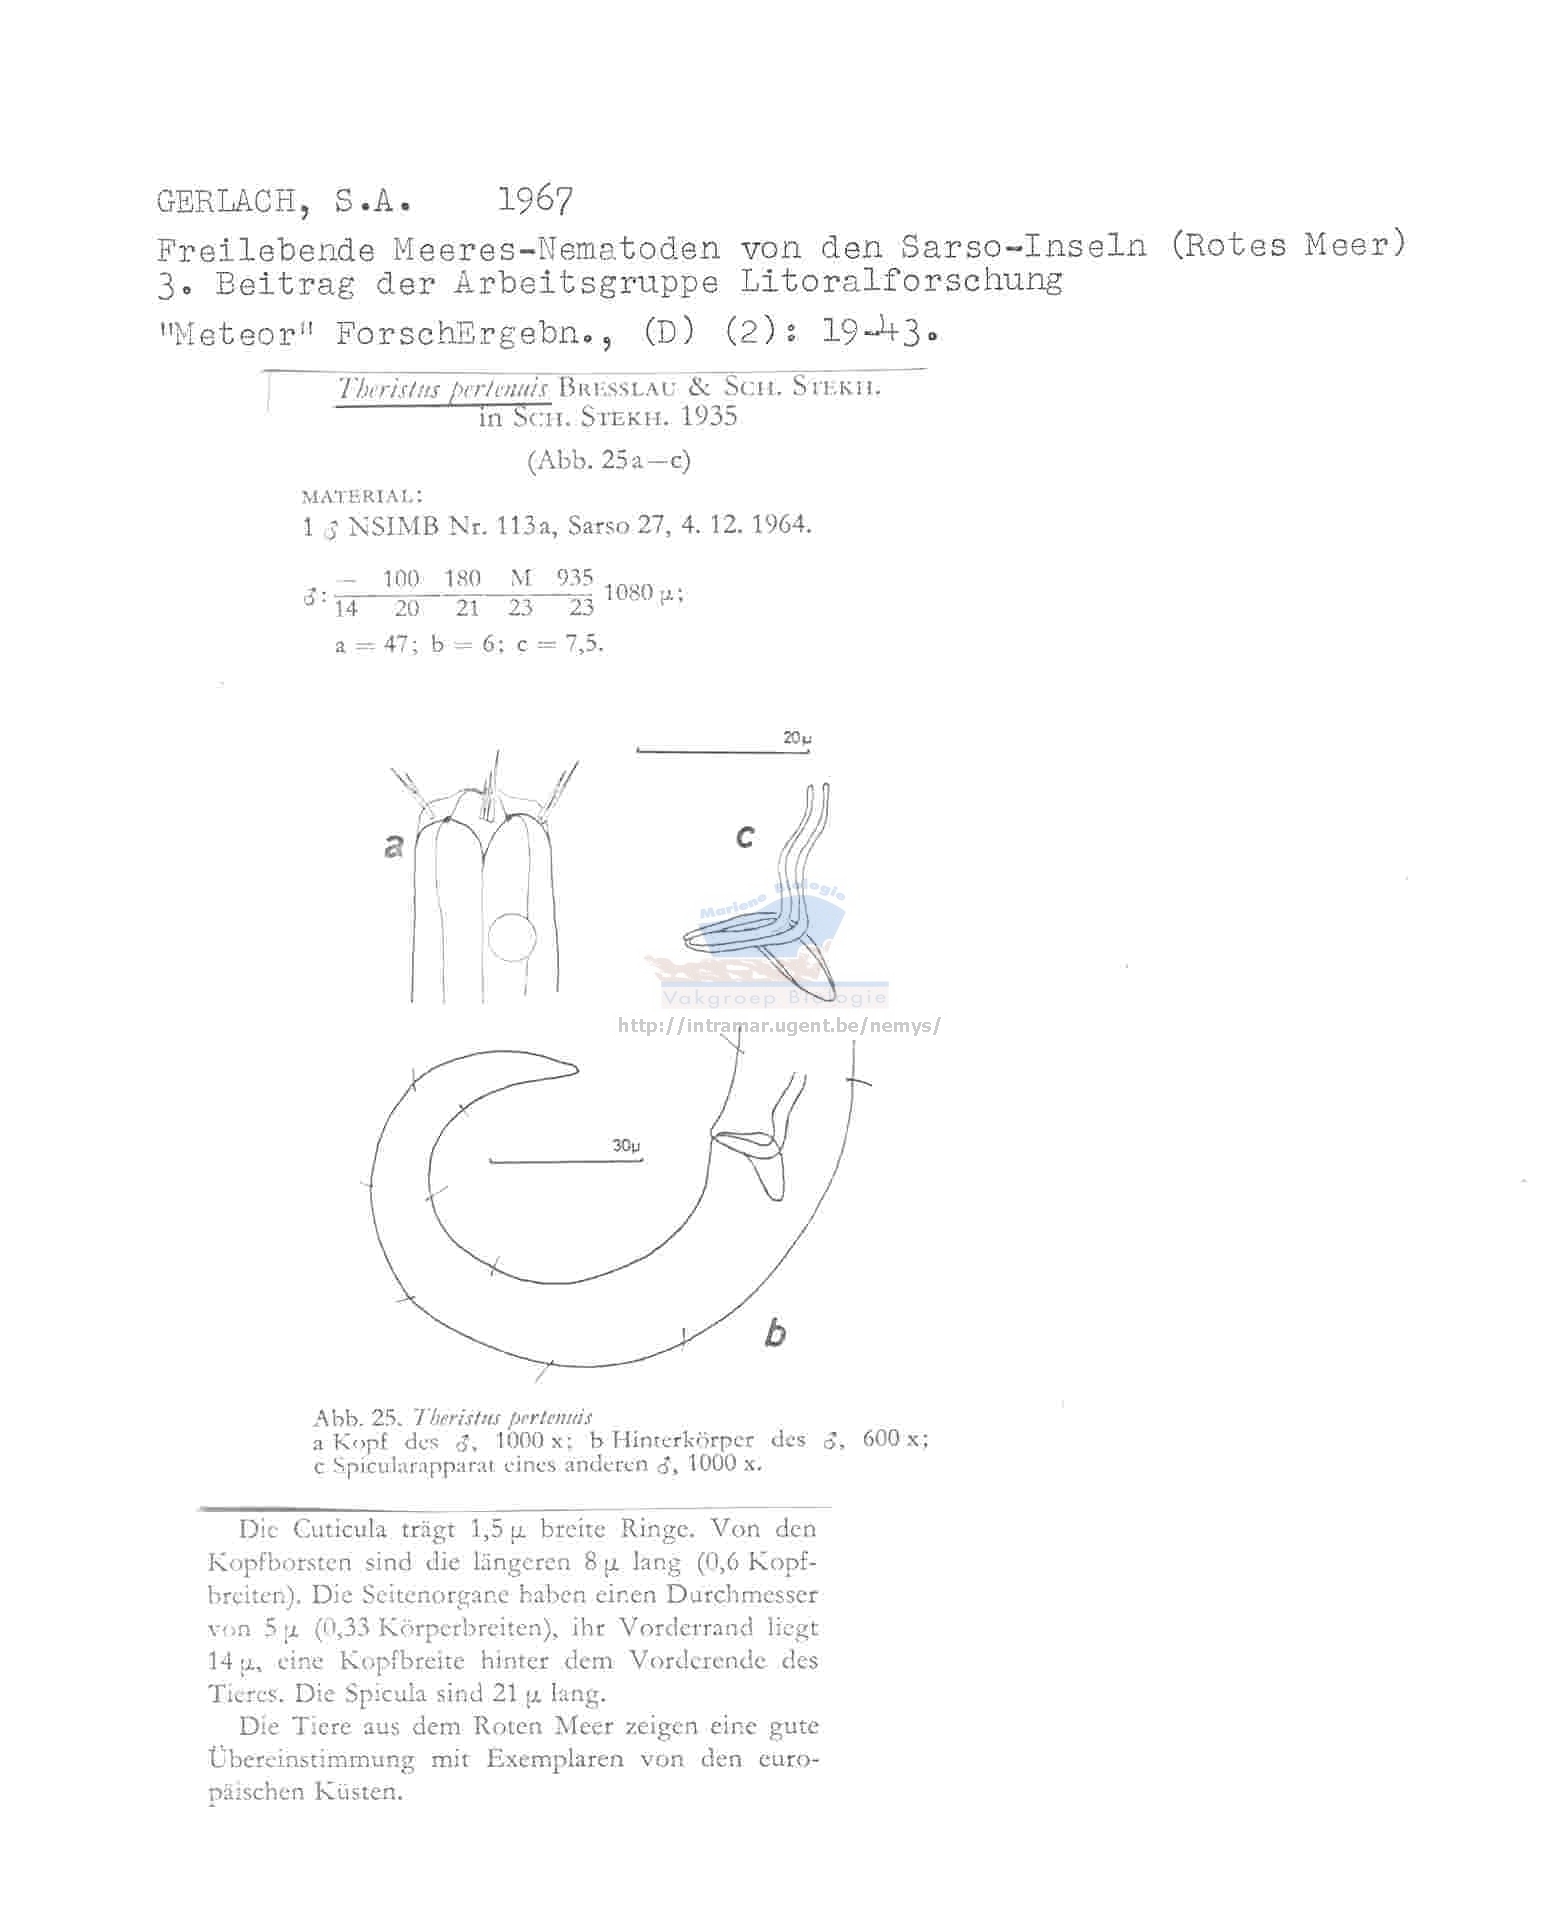 GERLACH, S.A. 1967
Freilebende Meeres-Nematoden von den Sarso-Inseln (Rotes Meer)
3. Beitrag der Arbeitsgruppe Litoralforschung
"Meteor" ForschErgebn., (D) (2): 19-43.
Theristus pertenuis BRESSLAU & SCH. STEKH.
in SCH. STEKH. 1935
(Abb. 25a—c)
MATERIAL:
1 ♂ NSIMB Nr. 113a, Sarso 27, 4. 12. 1964.
— 100 180 M 935
♂: 1080 µ;
14 20 21 23 23
a = 47; b = 6; c = 7,5.
20µ
a
c
Mariene Biologie
Vakgroep Biologie
http://intramar.ugent.be/nemys/
30µ
b
Abb. 25. Theristus pertenuis
a Kopf des ♂, 1000 x; b Hinterkörper des ♂, 600 x;
c Spicularapparat eines anderen ♂, 1000 x.
Die Cuticula trägt 1,5 µ breite Ringe. Von den
Kopfborsten sind die längeren 8 µ lang (0,6 Kopf-
breiten). Die Seitenorgane haben einen Durchmesser
von 5 µ (0,33 Körperbreiten), ihr Vorderrand liegt
14 µ, eine Kopfbreite hinter dem Vorderende des
Tieres. Die Spicula sind 21 µ lang.
Die Tiere aus dem Roten Meer zeigen eine gute
Übereinstimmung mit Exemplaren von den euro-
päischen Küsten.